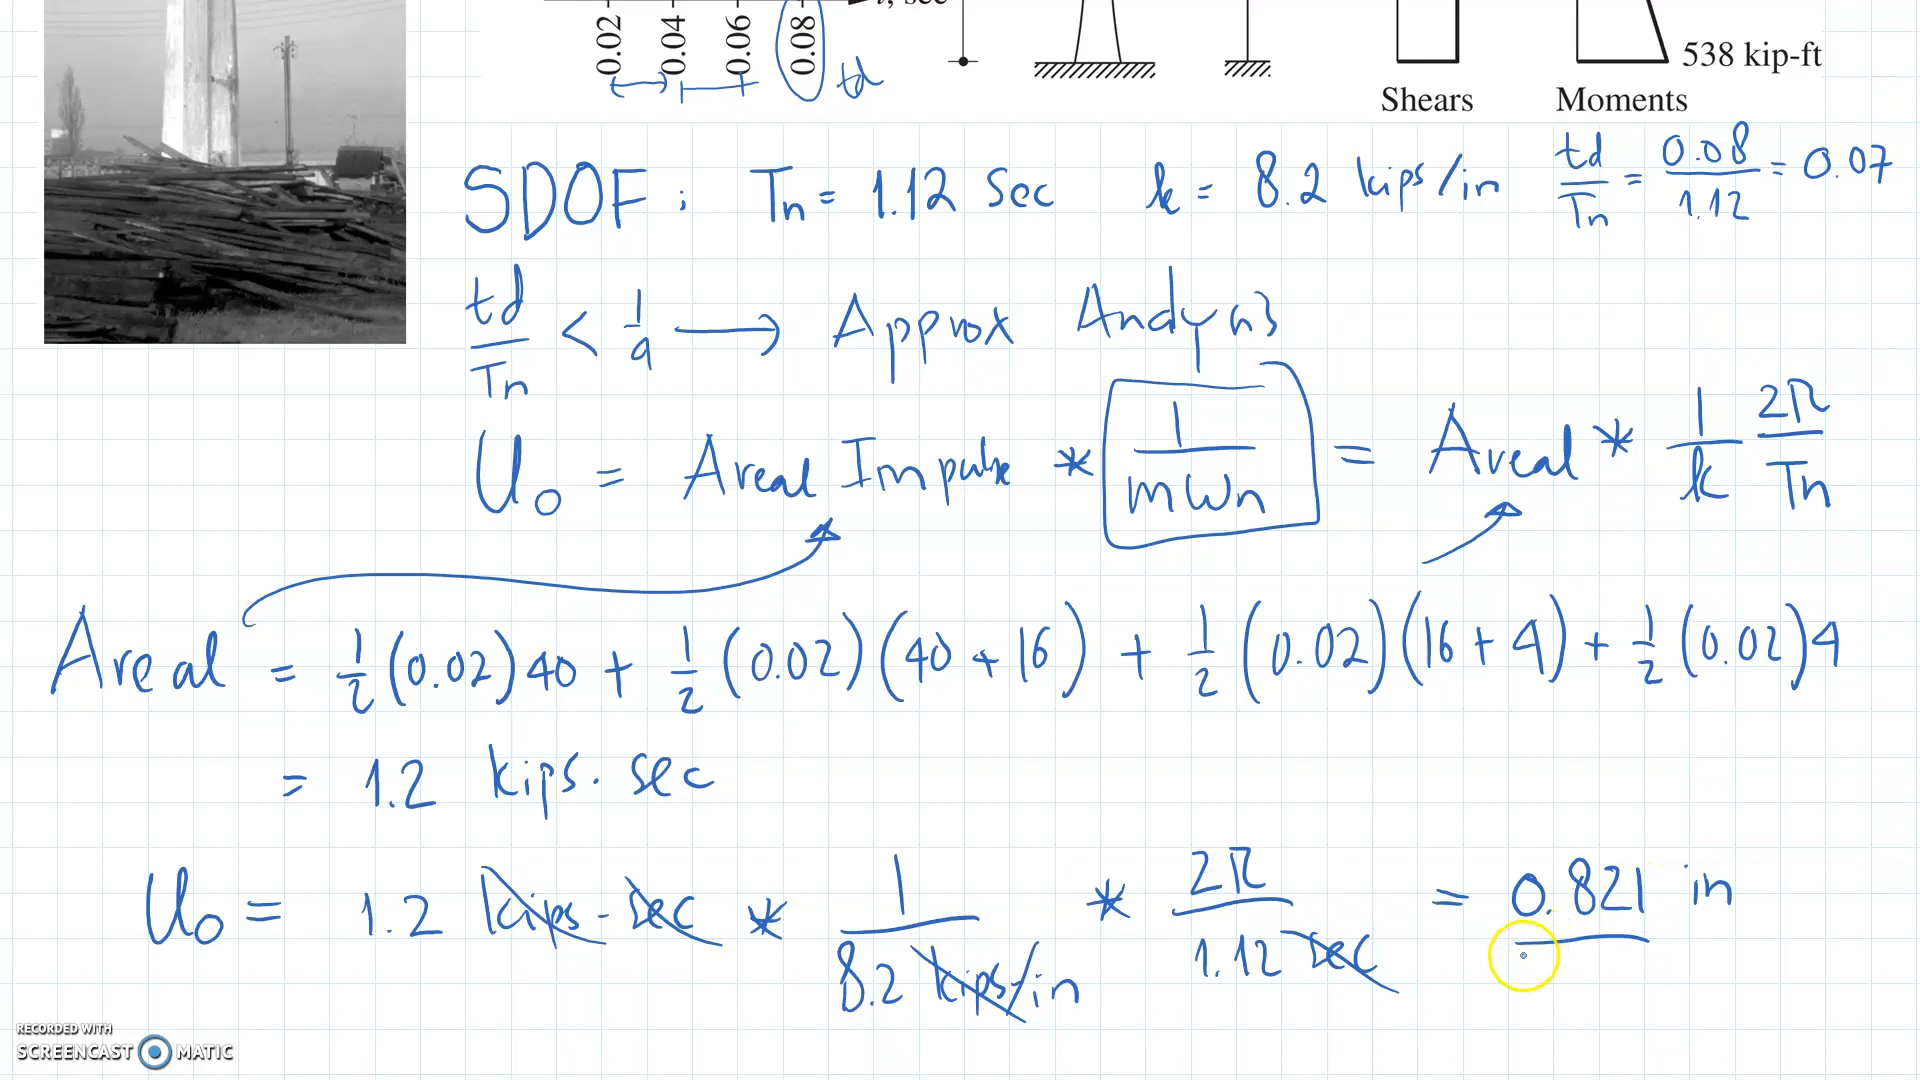 t, sec
0.02 0.04 0.06 0.08 td
538 kip-ft
Shears Moments
SDOF : Tn = 1.12 sec k = 8.2 kips/in td/Tn = 0.08/1.12 = 0.07
td/Tn < 1/4 → Approx Analysis
Uo = Areal Impulse * 1/mWn = Areal * 1/k 2π/Tn
Areal = 1/2 (0.02) 40 + 1/2 (0.02) (40 + 16) + 1/2 (0.02) (16 + 4) + 1/2 (0.02) 4
= 1.2 kips. sec
Uo = 1.2 kips - sec * 1/8.2 kips/in * 2π/1.12 sec = 0.821 in
RECORDED WITH
SCREENCAST MATIC